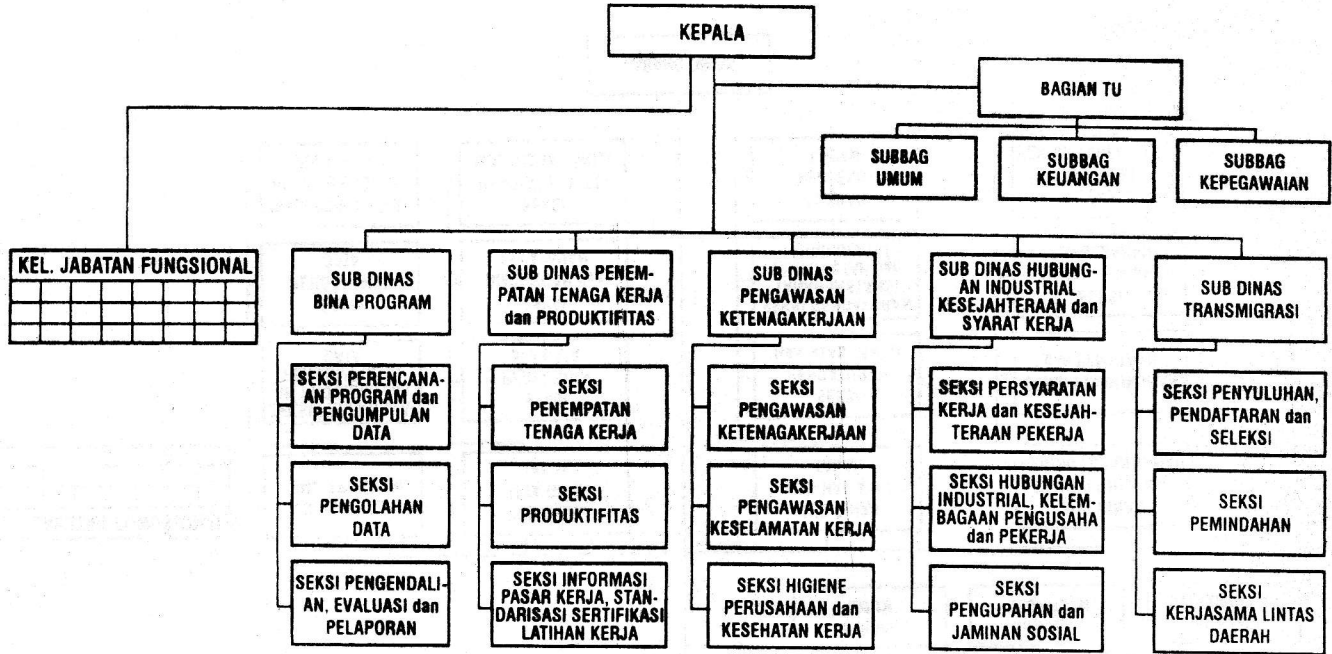 KEPALA
BAGIAN TU
SUBBAG
UMUM
SUBBAG
KEUANGAN
SUBBAG
KEPEGAWAIAN
KEL. JABATAN FUNGSIONAL
SUB DINAS
BINA PROGRAM
SUB DINAS PENEM-
PATAN TENAGA KERJA
dan PRODUKTIFITAS
SUB DINAS
PENGAWASAN
KETENAGAKERJAAN
SUB DINAS HUBUNG-
AN INDUSTRIAL
KESEJAHTERAAN dan
SYARAT KERJA
SUB DINAS
TRANSMIGRASI
SEKSI PERENCANA-
AN PROGRAM dan
PENGUMPULAN
DATA
SEKSI
PENEMPATAN
TENAGA KERJA
SEKSI
PENGAWASAN
KETENAGAKERJAAN
SEKSI PERSYARATAN
KERJA dan KESEJAH-
TERAAN PEKERJA
SEKSI PENYULUHAN,
PENDAFTARAN dan
SELEKSI
SEKSI
PENGOLAHAN
DATA
SEKSI
PRODUKTIFITAS
SEKSI
PENGAWASAN
KESELAMATAN KERJA
SEKSI HUBUNGAN
INDUSTRIAL, KELEM-
BAGAAN PENGUSAHA
dan PEKERJA
SEKSI
PEMINDAHAN
SEKSI PENGENDALI-
AN, EVALUASI dan
PELAPORAN
SEKSI INFORMASI
PASAR KERJA, STAN-
DARISASI SERTIFIKASI
LATIHAN KERJA
SEKSI HIGIENE
PERUSAHAAN dan
KESEHATAN KERJA
SEKSI
PENGUPAHAN dan
JAMINAN SOSIAL
SEKSI
KERJASAMA LINTAS
DAERAH